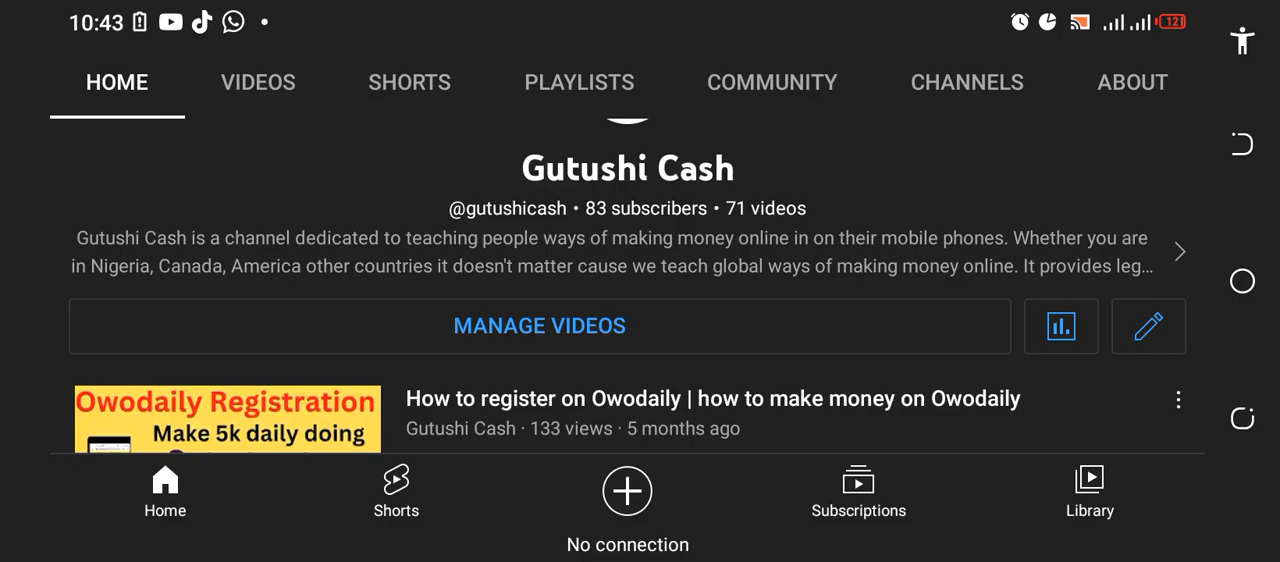 10:43
12
HOME VIDEOS SHORTS PLAYLISTS COMMUNITY CHANNELS ABOUT
Gutushi Cash
@gutushicash • 83 subscribers • 71 videos
Gutushi Cash is a channel dedicated to teaching people ways of making money online in on their mobile phones. Whether you are
in Nigeria, Canada, America other countries it doesn't matter cause we teach global ways of making money online. It provides leg...
MANAGE VIDEOS
Owodaily Registration
Make 5k daily doing
How to register on Owodaily | how to make money on Owodaily
Gutushi Cash · 133 views · 5 months ago
Home Shorts Subscriptions Library
No connection